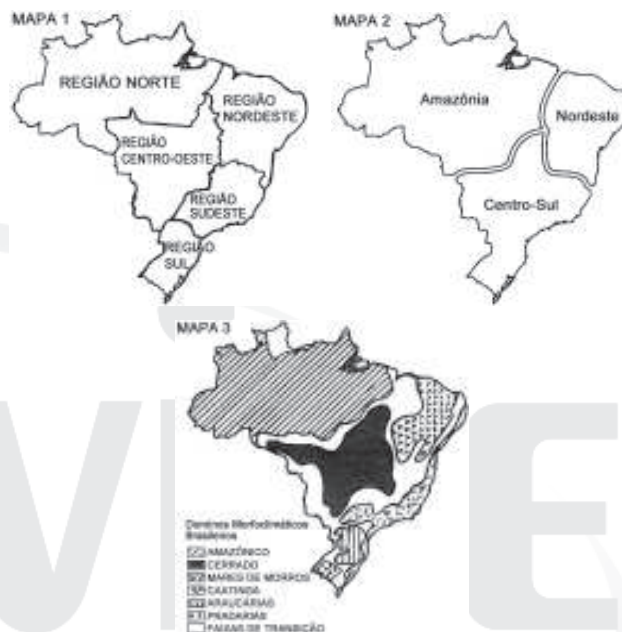 MAPA 1
REGIÃO NORTE
REGIÃO
NORDESTE
REGIÃO
CENTRO-OESTE
REGIÃO
SUDESTE
REGIÃO
SUL
MAPA 2
Amazônia
Nordeste
Centro-Sul
MAPA 3
Domínios Morfoclimáticos
Brasileiros
AMAZÔNICO
CERRADO
MARES DE MORROS
CAATINGA
ARAUCÁRIAS
PRADARIAS
FAIXAS DE TRANSIÇÃO